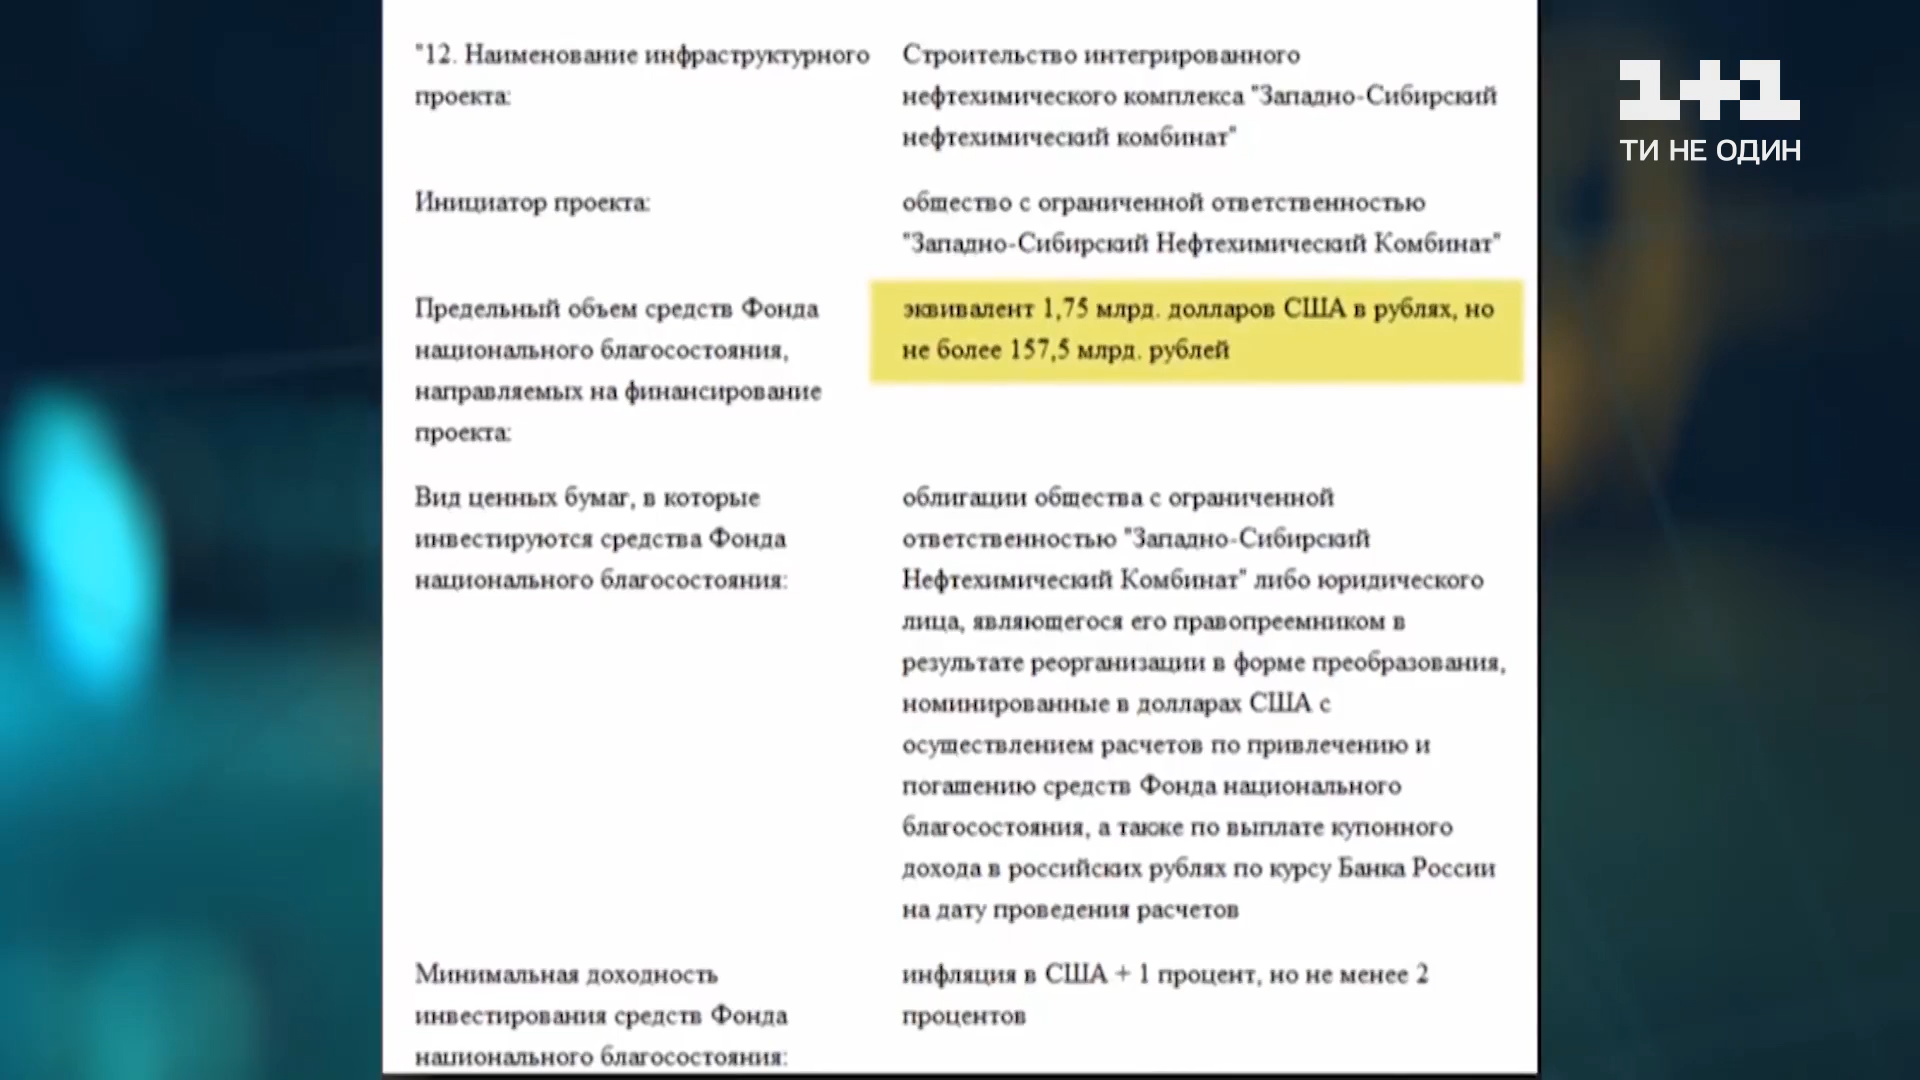 "12. Наименование инфраструктурного
проекта:
Строительство интегрированного
нефтехимического комплекса "Западно-Сибирский
нефтехимический комбинат"
Инициатор проекта:
общество с ограниченной ответственностью
"Западно-Сибирский Нефтехимический Комбинат"
Предельный объем средств Фонда
национального благосостояния,
направляемых на финансирование
проекта:
эквивалент 1,75 млрд. долларов США в рублях, но
не более 157,5 млрд. рублей
Вид ценных бумаг, в которые
инвестируются средства Фонда
национального благосостояния:
облигации общества с ограниченной
ответственностью "Западно-Сибирский
Нефтехимический Комбинат" либо юридического
лица, являющегося его правопреемником в
результате реорганизации в форме преобразования,
номинированные в долларах США с
осуществлением расчетов по привлечению и
погашению средств Фонда национального
благосостояния, а также по выплате купонного
дохода в российских рублях по курсу Банка России
на дату проведения расчетов
Минимальная доходность
инвестирования средств Фонда
национального благосостояния:
инфляция в США + 1 процент, но не менее 2
процентов
1+1
ТИ НЕ ОДИН